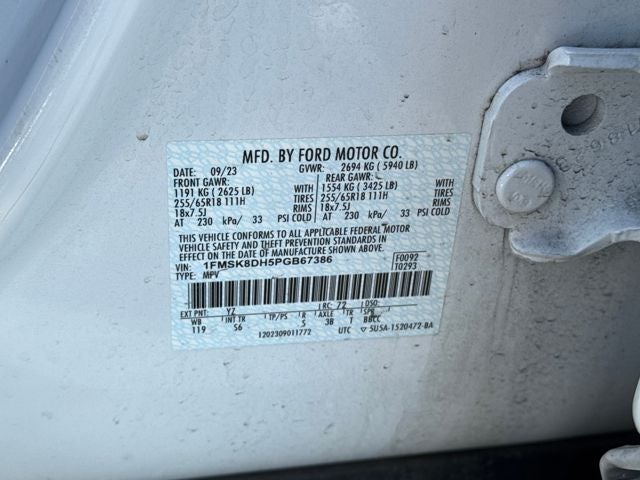 MFD. BY FORD MOTOR CO.
DATE: 09/23 GVWR: 2694 KG ( 5940 LB)
FRONT GAWR: REAR GAWR:
1191 KG ( 2625 LB) WITH 1554 KG ( 3425 LB) WITH
255/65R18 111H TIRES 255/65R18 111H TIRES
18x7.5J RIMS 18x7.5J RIMS
AT 230 kPa/ 33 PSI COLD AT 230 kPa/ 33 PSI COLD
THIS VEHICLE CONFORMS TO ALL APPLICABLE FEDERAL MOTOR
VEHICLE SAFETY AND THEFT PREVENTION STANDARDS IN
EFFECT ON THE DATE OF MANUFACTURE SHOWN ABOVE.
VIN: 1FMSK8DH5PGB67386 F0092
TYPE: MPV T0293
EXT PNT: YZ RC: 72 DSO:
WB INT TR TP/PS R AXLE TR SPR
119 S6 5 3B T BBCC
1202309011772 UTC 5U5A-1520472-BA